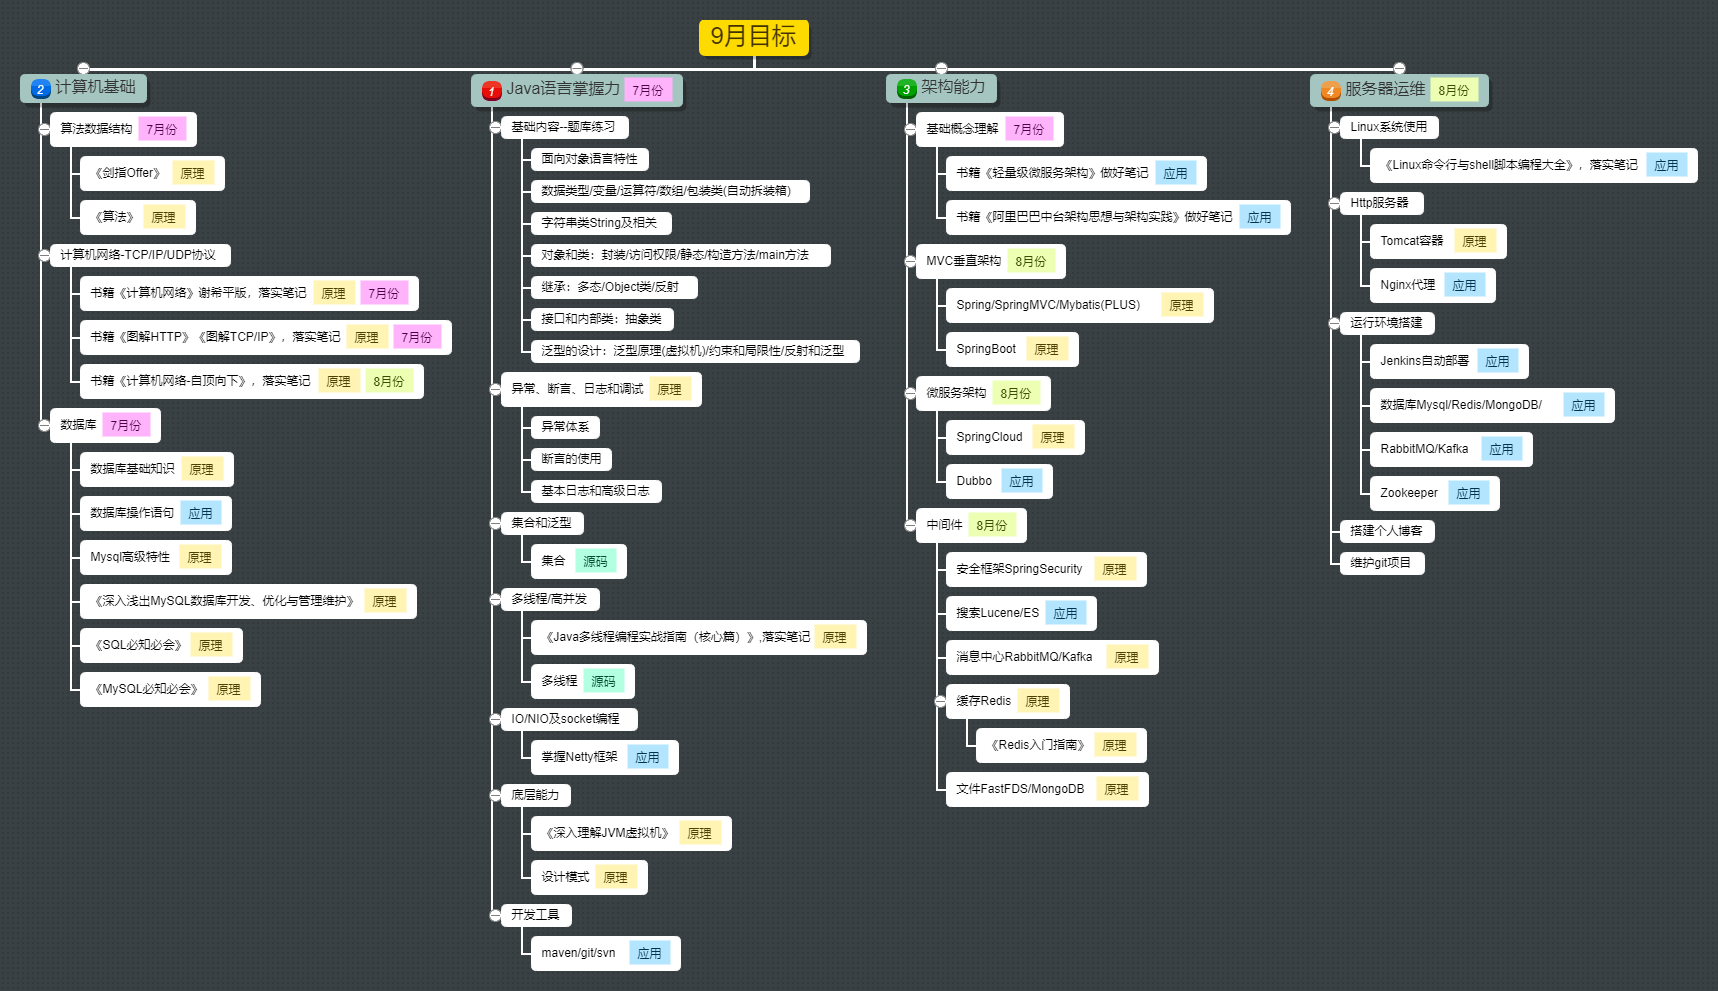 9月目标
2 计算机基础
算法数据结构 7月份
《剑指Offer》 原理
《算法》 原理
计算机网络-TCP/IP/UDP协议
书籍《计算机网络》谢希平版，落实笔记 原理 7月份
书籍《图解HTTP》《图解TCP/IP》，落实笔记 原理 7月份
书籍《计算机网络-自顶向下》，落实笔记 原理 8月份
数据库 7月份
数据库基础知识 原理
数据库操作语句 应用
Mysql高级特性 原理
《深入浅出MySQL数据库开发、优化与管理维护》 原理
《SQL必知必会》 原理
《MySQL必知必会》 原理
1 Java语言掌握力 7月份
基础内容--题库练习
面向对象语言特性
数据类型/变量/运算符/数组/包装类(自动拆装箱)
字符串类String及相关
对象和类：封装/访问权限/静态/构造方法/main方法
继承：多态/Object类/反射
接口和内部类：抽象类
泛型的设计：泛型原理(虚拟机)/约束和局限性/反射和泛型
异常、断言、日志和调试 原理
异常体系
断言的使用
基本日志和高级日志
集合和泛型
集合 源码
多线程/高并发
《Java多线程编程实战指南（核心篇）》,落实笔记 原理
多线程 源码
IO/NIO及socket编程
掌握Netty框架 应用
底层能力
《深入理解JVM虚拟机》 原理
设计模式 原理
开发工具
maven/git/svn 应用
3 架构能力
基础概念理解 7月份
书籍《轻量级微服务架构》做好笔记 应用
书籍《阿里巴巴中台架构思想与架构实践》做好笔记 应用
MVC垂直架构 8月份
Spring/SpringMVC/Mybatis(PLUS) 原理
SpringBoot 原理
微服务架构 8月份
SpringCloud 原理
Dubbo 应用
中间件 8月份
安全框架SpringSecurity 原理
搜索Lucene/ES 应用
消息中心RabbitMQ/Kafka 原理
缓存Redis 原理
《Redis入门指南》 原理
文件FastFDS/MongoDB 原理
4 服务器运维 8月份
Linux系统使用
《Linux命令行与shell脚本编程大全》，落实笔记 应用
Http服务器
Tomcat容器 原理
Nginx代理 应用
运行环境搭建
Jenkins自动部署 应用
数据库Mysql/Redis/MongoDB/ 应用
RabbitMQ/Kafka 应用
Zookeeper 应用
搭建个人博客
维护git项目